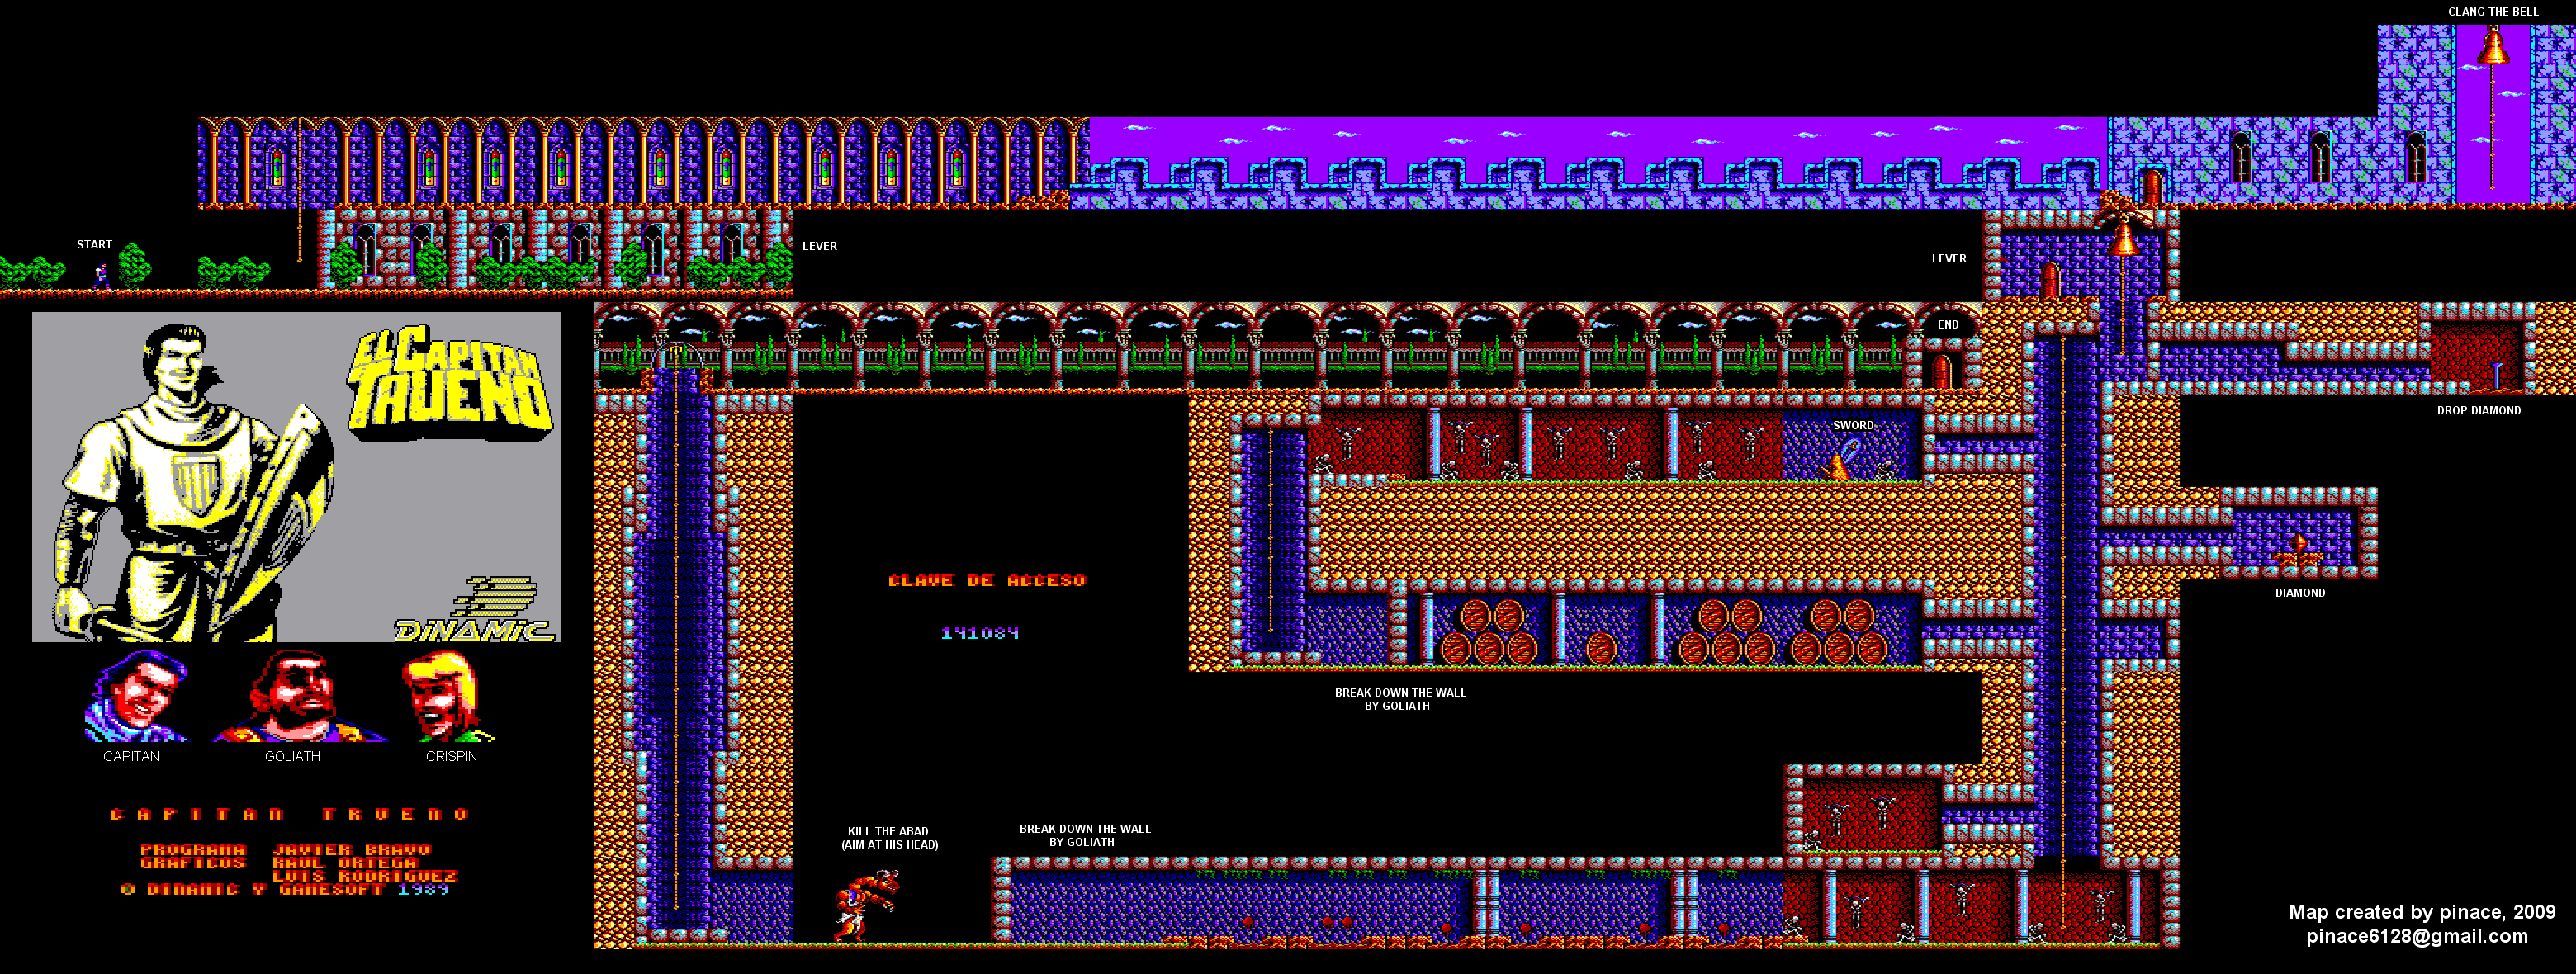 CLANG THE BELL
START
LEVER
LEVER
END
EL CAPITAN
TRUENO
SWORD
DROP DIAMOND
CLAVE DE ACCESO
141084
DIAMOND
DINAMIC
BREAK DOWN THE WALL
BY GOLIATH
CAPITAN
GOLIATH
CRISPIN
CAPITAN TRUENO
KILL THE ABAD
(AIM AT HIS HEAD)
BREAK DOWN THE WALL
BY GOLIATH
PROGRAMA JAVIER BRAVO
GRAFICOS RAUL ORTEGA
LUIS RODRIGUEZ
© DINAMIC Y GAMESOFT 1989
Map created by pinace, 2009
pinace6128@gmail.com